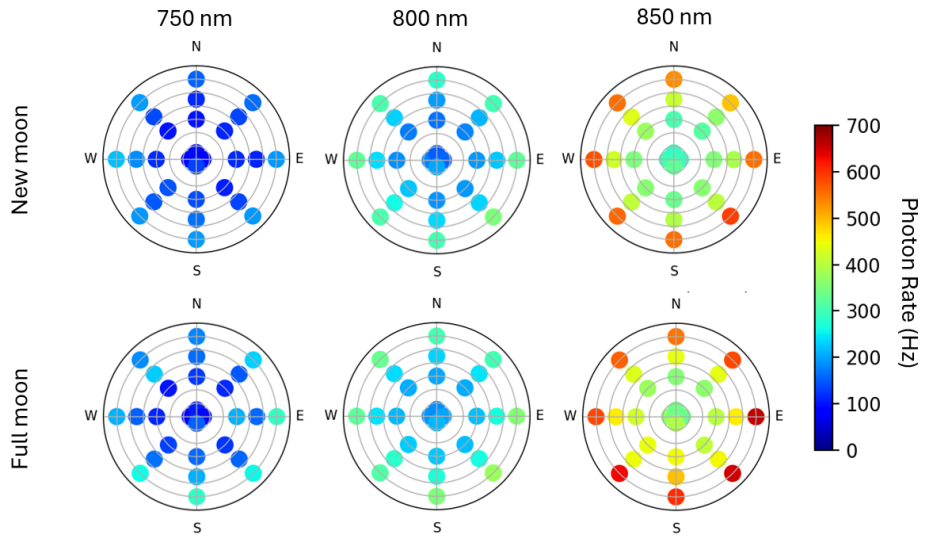 750 nm 800 nm 850 nm
N N N
New moon
W E W E W E
S S S
N N N
Full moon
W E W E W E
S S S
700
600
500
400
300
200
100
0
Photon Rate (Hz)